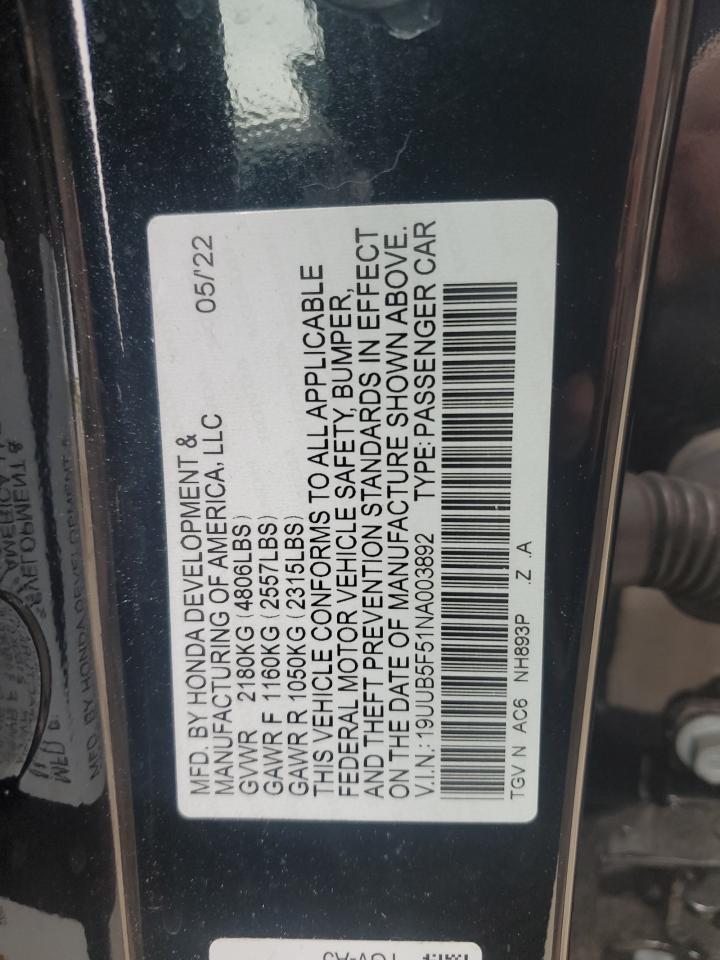 MFD. BY HONDA DEVELOPMENT &
MANUFACTURING OF AMERICA, LLC 05/'22
GVWR 2180KG (4806LBS)
GAWR F 1160KG (2557LBS)
GAWR R 1050KG (2315LBS)
THIS VEHICLE CONFORMS TO ALL APPLICABLE
FEDERAL MOTOR VEHICLE SAFETY, BUMPER,
AND THEFT PREVENTION STANDARDS IN EFFECT
ON THE DATE OF MANUFACTURE SHOWN ABOVE.
V.I.N.: 19UUB5F51NA003892 TYPE: PASSENGER CAR
TGV N AC6 NH893P .Z .A